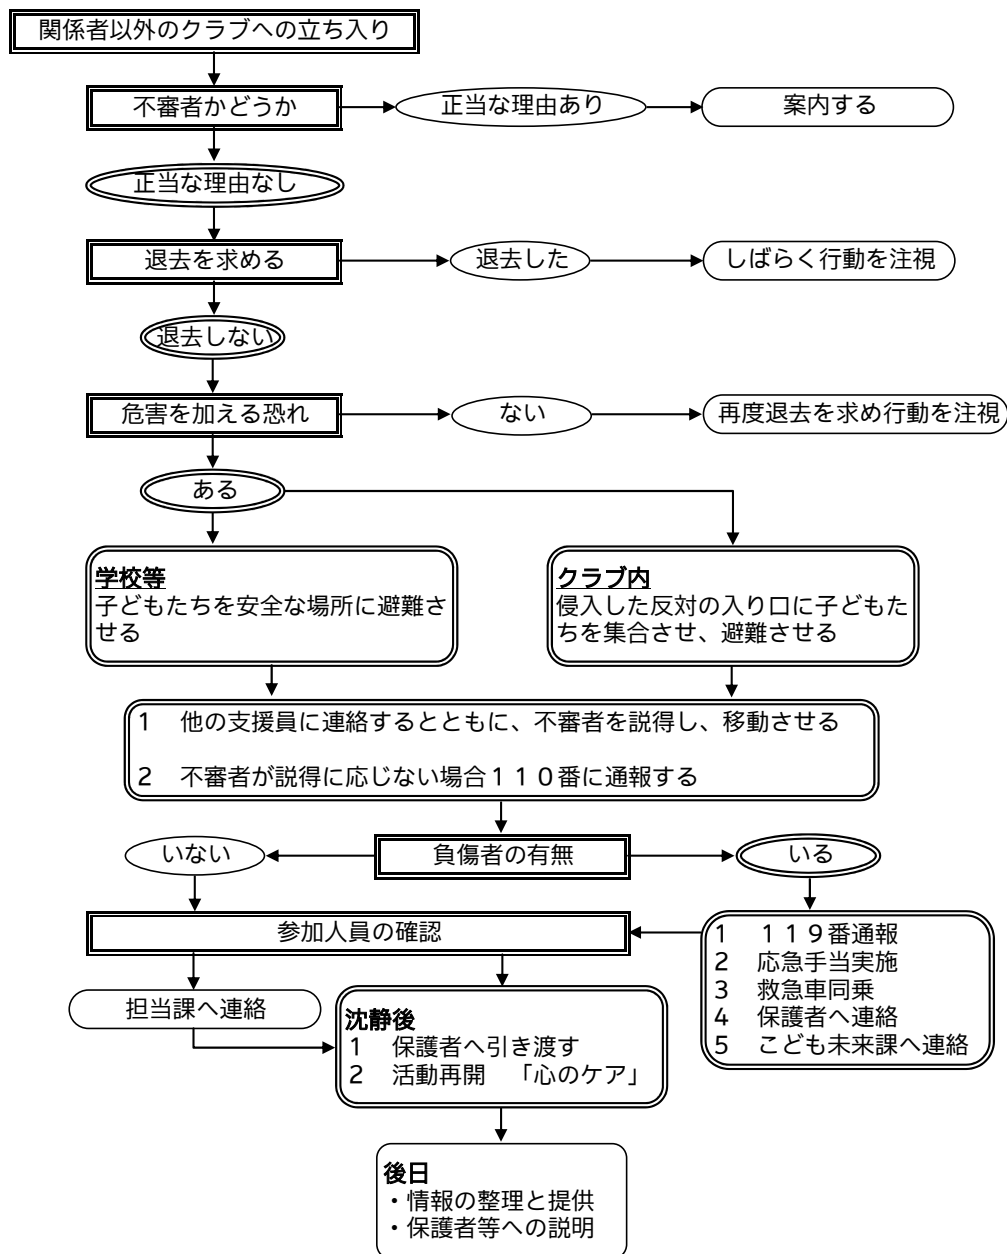 関係者以外のクラブへの立ち入り
不審者かどうか
正当な理由あり
案内する
正当な理由なし
退去を求める
退去した
しばらく行動を注視
退去しない
危害を加える恐れ
ない
再度退去を求め行動を注視
ある
学校等
子どもたちを安全な場所に避難さ
せる
クラブ内
侵入した反対の入り口に子どもた
ちを集合させ、避難させる
1　他の支援員に連絡するとともに、不審者を説得し、移動させる
2　不審者が説得に応じない場合１１０番に通報する
いない
負傷者の有無
いる
参加人員の確認
1　１１９番通報
2　応急手当実施
3　救急車同乗
4　保護者へ連絡
5　こども未来課へ連絡
担当課へ連絡
沈静後
1　保護者へ引き渡す
2　活動再開　「心のケア」
後日
・情報の整理と提供
・保護者等への説明